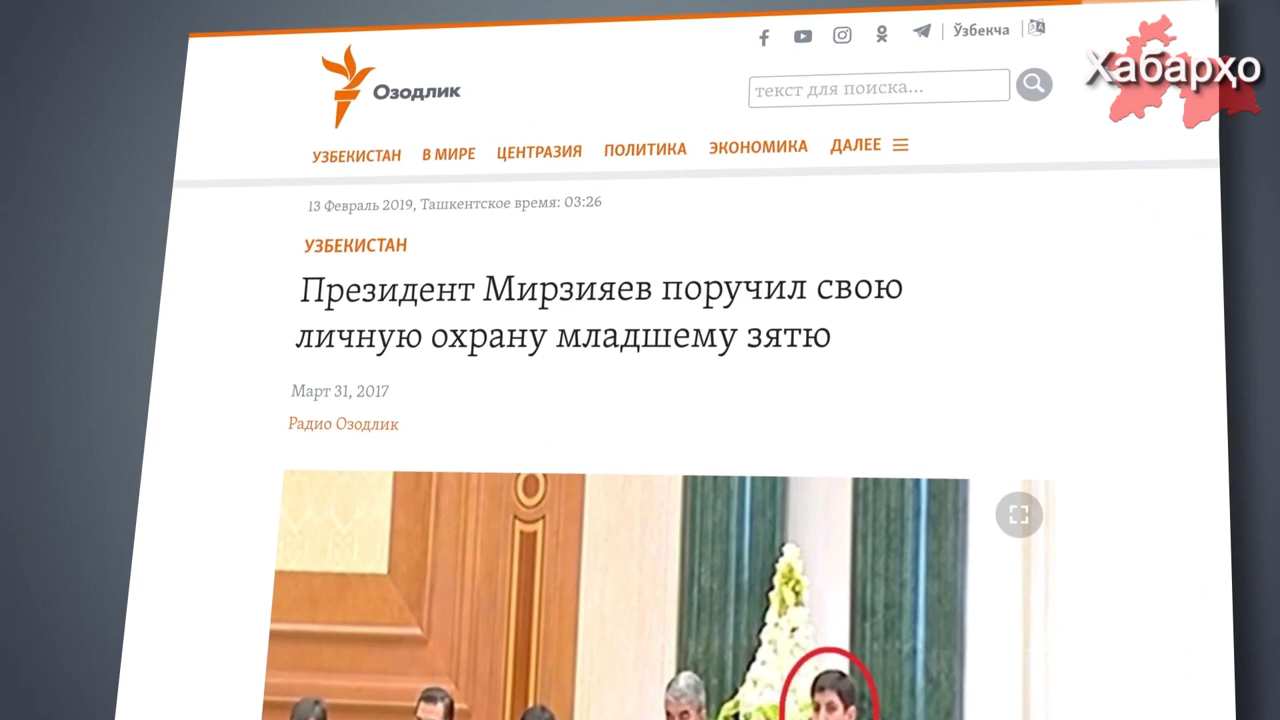 Ўзбекча
Хабарҳо
Озодлик
текст для поиска...
УЗБЕКИСТАН В МИРЕ ЦЕНТРАЗИЯ ПОЛИТИКА ЭКОНОМИКА ДАЛЕЕ
13 Февраль 2019, Ташкентское время: 03:26
УЗБЕКИСТАН
Президент Мирзияев поручил свою
личную охрану младшему зятю
Март 31, 2017
Радио Озодлик